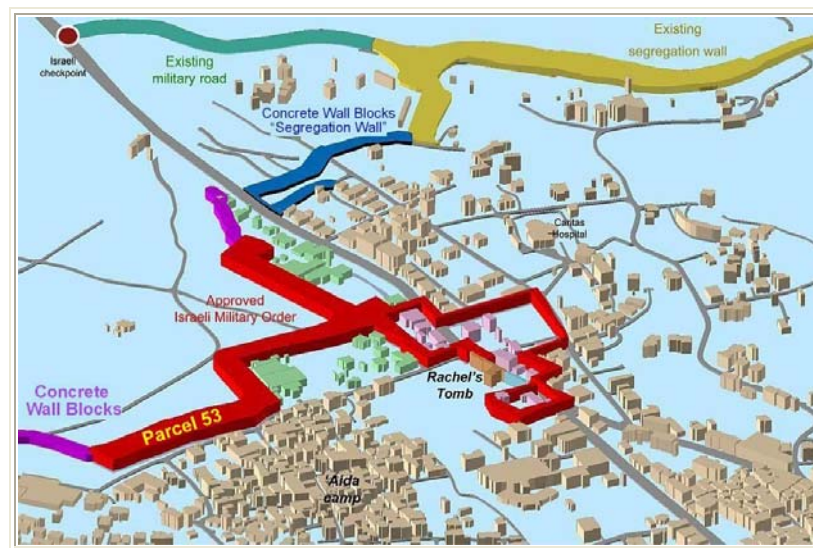 Israeli
checkpoint
Existing
military road
Existing
segregation wall
Concrete Wall Blocks
"Segregation Wall"
Caritas
Hospital
Approved
Israeli Military Order
Rachel's
Tomb
Concrete
Wall Blocks
Parcel 53
'Aida
camp